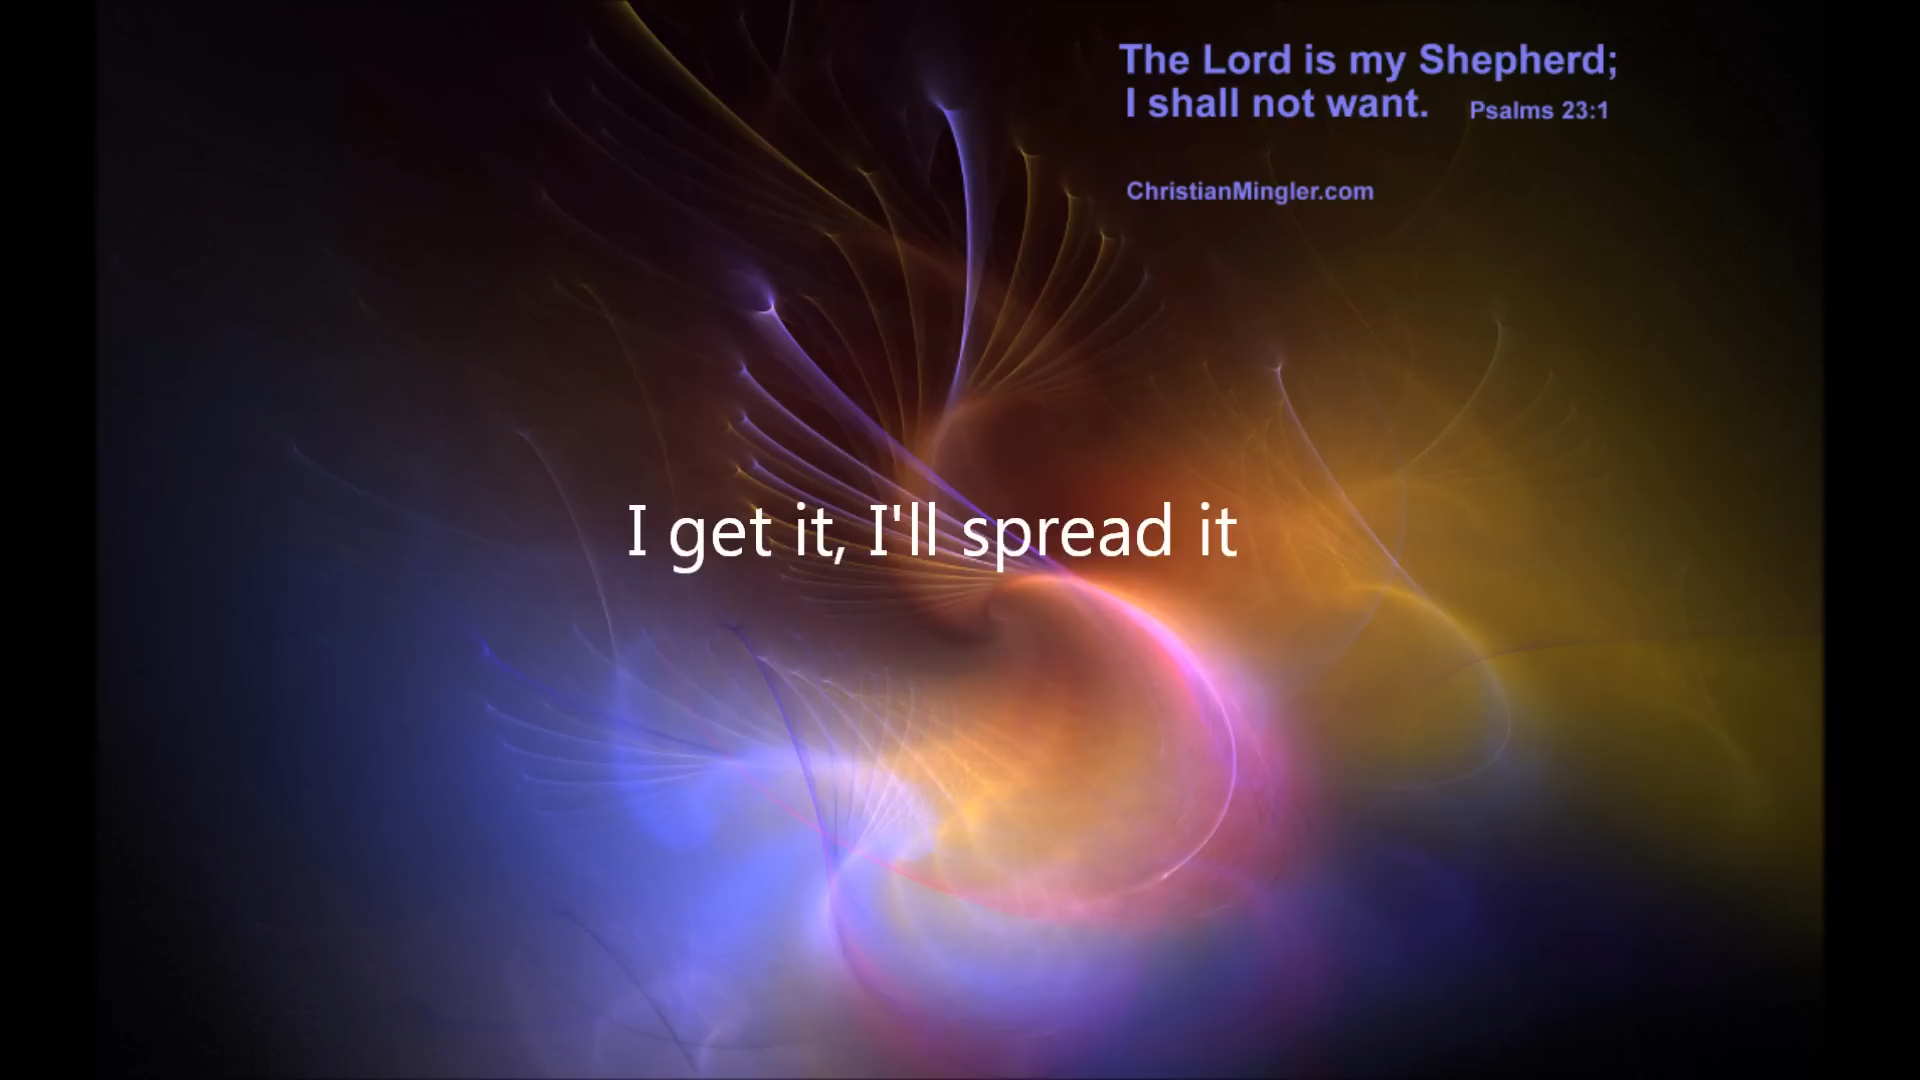 The Lord is my Shepherd;
I shall not want. Psalms 23:1
ChristianMingler.com
I get it, I'll spread it